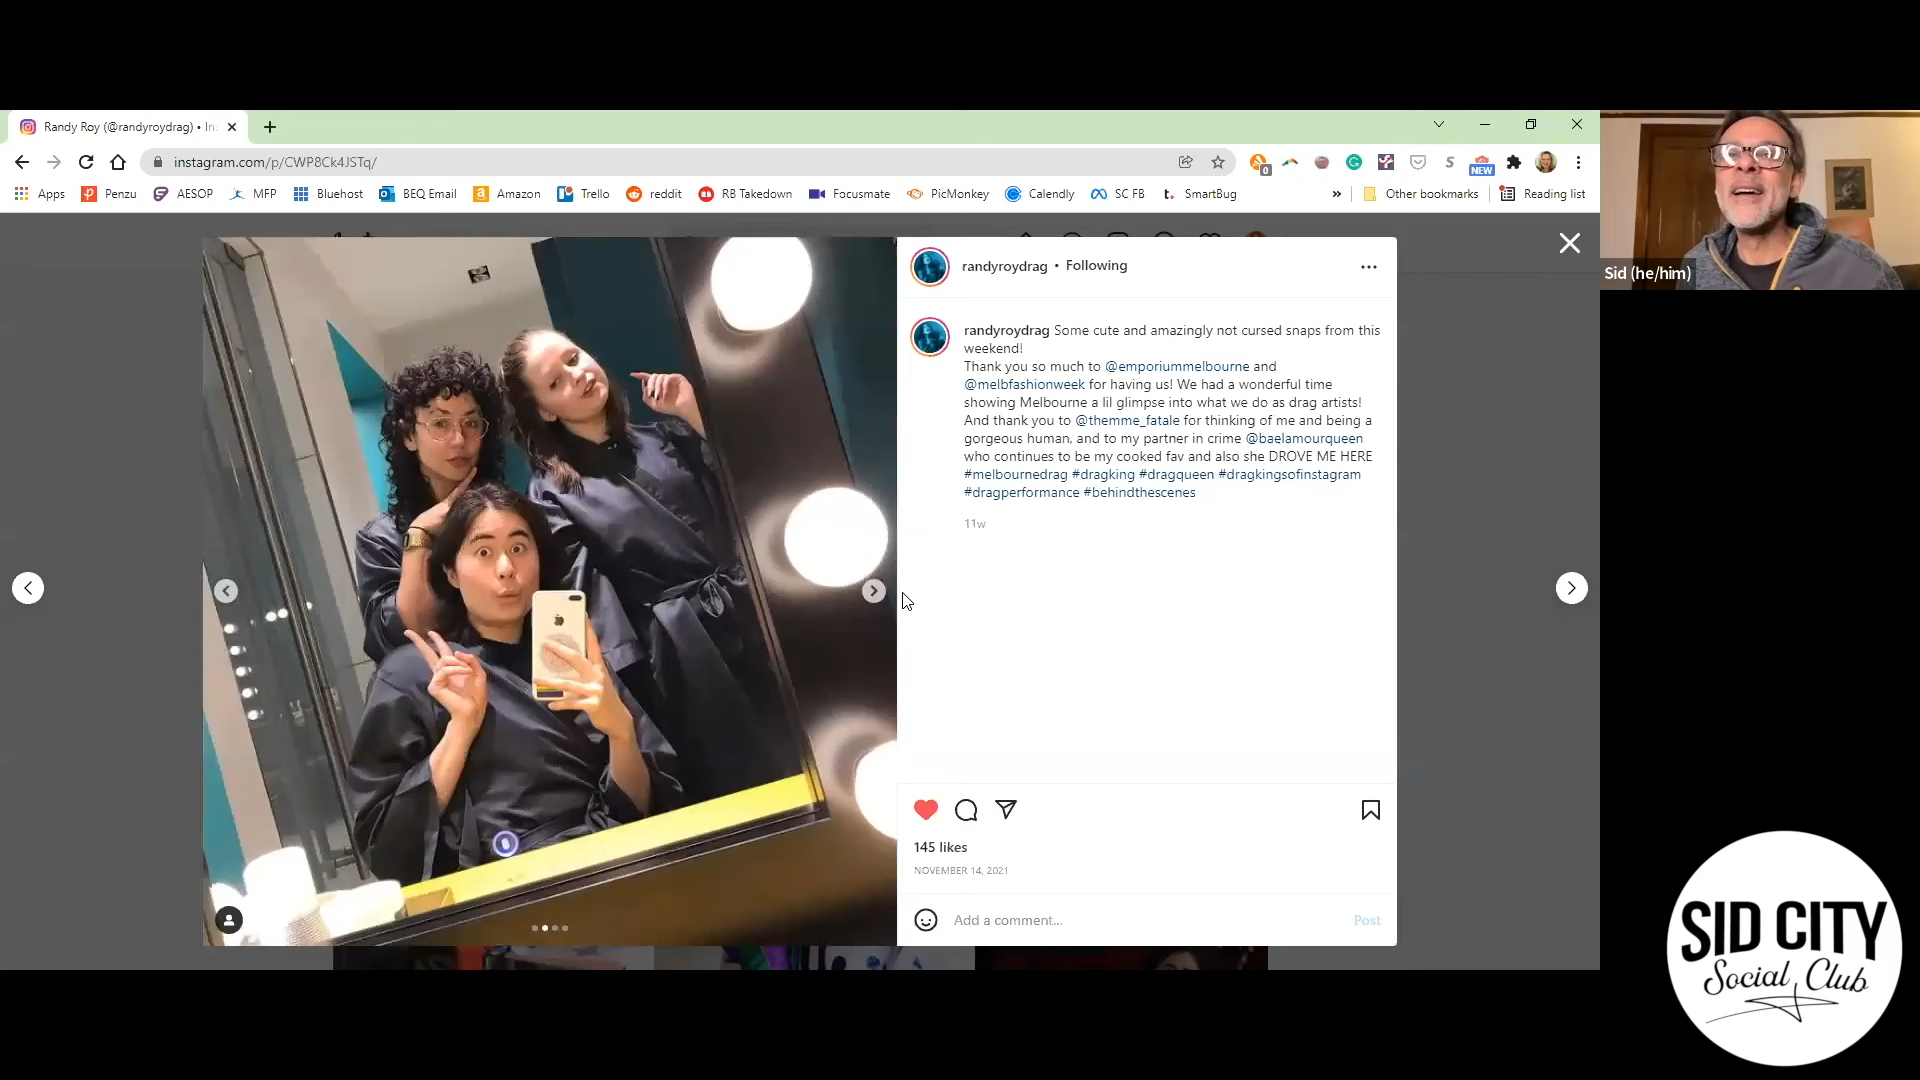 Randy Roy (@randyroydrag) • Ins
instagram.com/p/CWP8Ck4JSTq/
0
NEW
Apps Penzu AESOP MFP Bluehost BEQ Email Amazon Trello reddit RB Takedown Focusmate PicMonkey Calendly SC FB SmartBug » Other bookmarks Reading list
randyroydrag • Following
randyroydrag Some cute and amazingly not cursed snaps from this
weekend!
Thank you so much to @emporiummelbourne and
@melbfashionweek for having us! We had a wonderful time
showing Melbourne a lil glimpse into what we do as drag artists!
And thank you to @themme_fatale for thinking of me and being a
gorgeous human, and to my partner in crime @baelamourqueen
who continues to be my cooked fav and also she DROVE ME HERE
#melbournedrag #dragking #dragqueen #dragkingsofinstagram
#dragperformance #behindthescenes
11w
145 likes
NOVEMBER 14, 2021
Add a comment...
Post
Sid (he/him)
SID CITY
Social Club